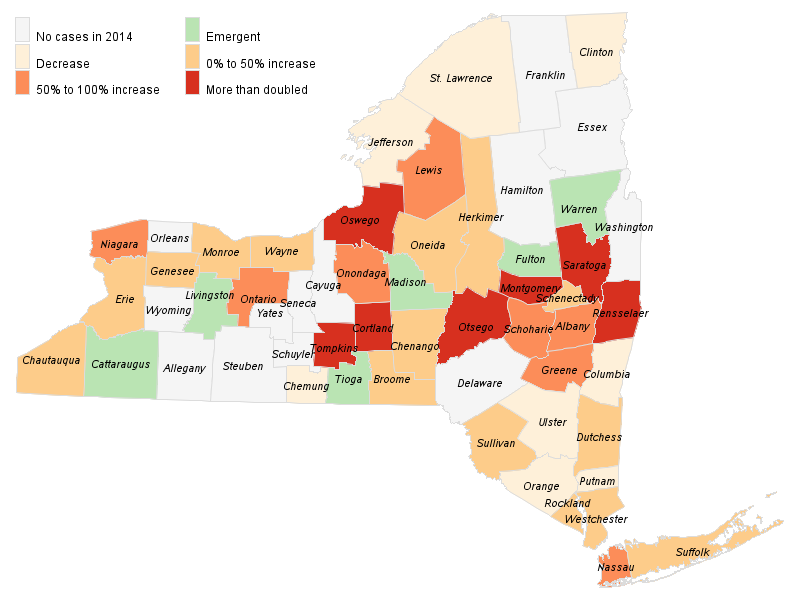 No cases in 2014
Emergent
Decrease
0% to 50% increase
50% to 100% increase
More than doubled
Clinton
Franklin
St. Lawrence
Essex
Jefferson
Lewis
Hamilton
Warren
Herkimer
Oswego
Washington
Orleans
Niagara
Monroe
Wayne
Oneida
Fulton
Saratoga
Genesee
Onondaga
Madison
Cayuga
Montgomery
Livingston
Ontario
Seneca
Erie
Schenectady
Wyoming
Yates
Rensselaer
Cortland
Otsego
Schoharie
Albany
Chenango
Tompkins
Schuyler
Chautauqua
Cattaraugus
Allegany
Steuben
Greene
Columbia
Tioga
Broome
Delaware
Chemung
Ulster
Dutchess
Sullivan
Putnam
Orange
Rockland
Westchester
Suffolk
Nassau